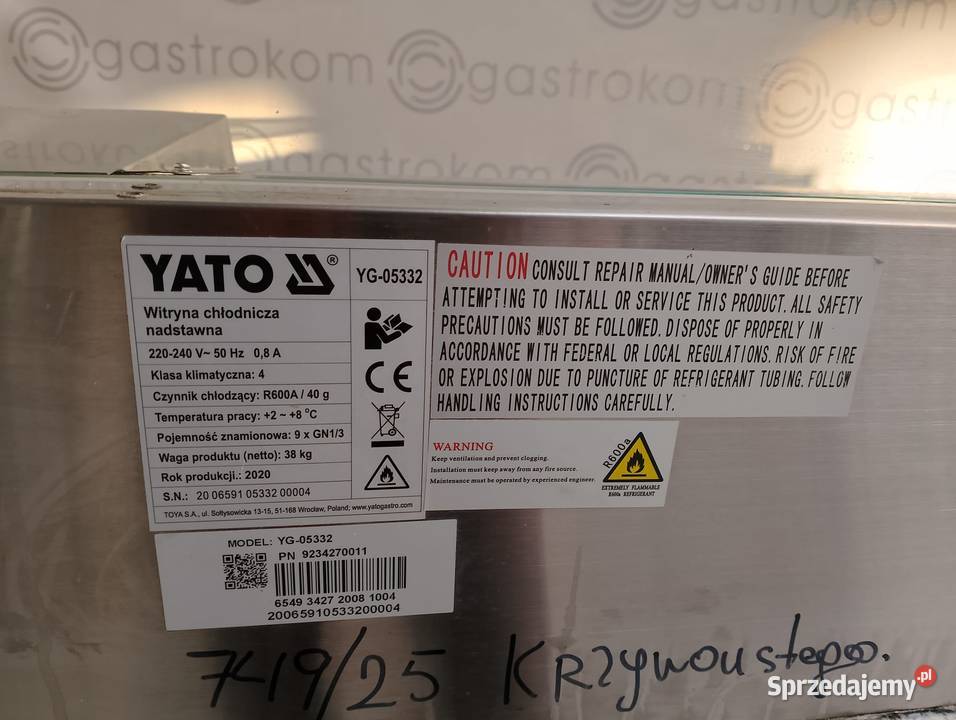 gastrokom
gastrokom
gastrokom
gastrokom
YATO ® YG-05332
Witryna chłodnicza
nadstawna
220-240 V~ 50 Hz 0,8 A
Klasa klimatyczna: 4
Czynnik chłodzący: R600A / 40 g
Temperatura pracy: +2 ~ +8 °C
Pojemność znamionowa: 9 x GN1/3
Waga produktu (netto): 38 kg
Rok produkcji.: 2020
S.N.: 20 06591 05332 00004
TOYA S.A., ul. Sołtysowicka 13-15, 51-168 Wrocław, Poland; www.yatogastro.com
CE
CAUTION CONSULT REPAIR MANUAL/OWNER'S GUIDE BEFORE
ATTEMPTING TO INSTALL OR SERVICE THIS PRODUCT. ALL SAFETY
PRECAUTIONS MUST BE FOLLOWED. DISPOSE OF PROPERLY IN
ACCORDANCE WITH FEDERAL OR LOCAL REGULATIONS. RISK OF FIRE
OR EXPLOSION DUE TO PUNCTURE OF REFRIGERANT TUBING. FOLLOW
HANDLING INSTRUCTIONS CAREFULLY.
WARNING
Keep ventilation and prevent clogging.
Installation must keep away from any fire source.
Maintenance must be operated by experienced engineer.
R600a
EXTREMELY FLAMMABLE
R600a REFRIGERANT
MODEL: YG-05332
PN 9234270011
6549 3427 2008 1004
20065910533200004
719/25
Sprzedajemy.pl